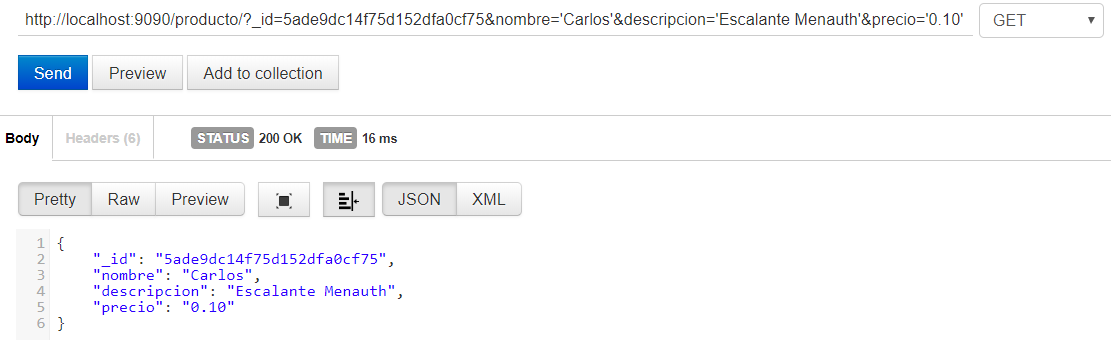 http://localhost:9090/producto/?_id=5ade9dc14f75d152dfa0cf75&nombre='Carlos'&descripcion='Escalante Menauth'&precio='0.10' GET
Send Preview Add to collection
Body Headers (6) STATUS 200 OK TIME 16 ms
Pretty Raw Preview JSON XML
1 {
2 "_id": "5ade9dc14f75d152dfa0cf75",
3 "nombre": "Carlos",
4 "descripcion": "Escalante Menauth",
5 "precio": "0.10"
6 }